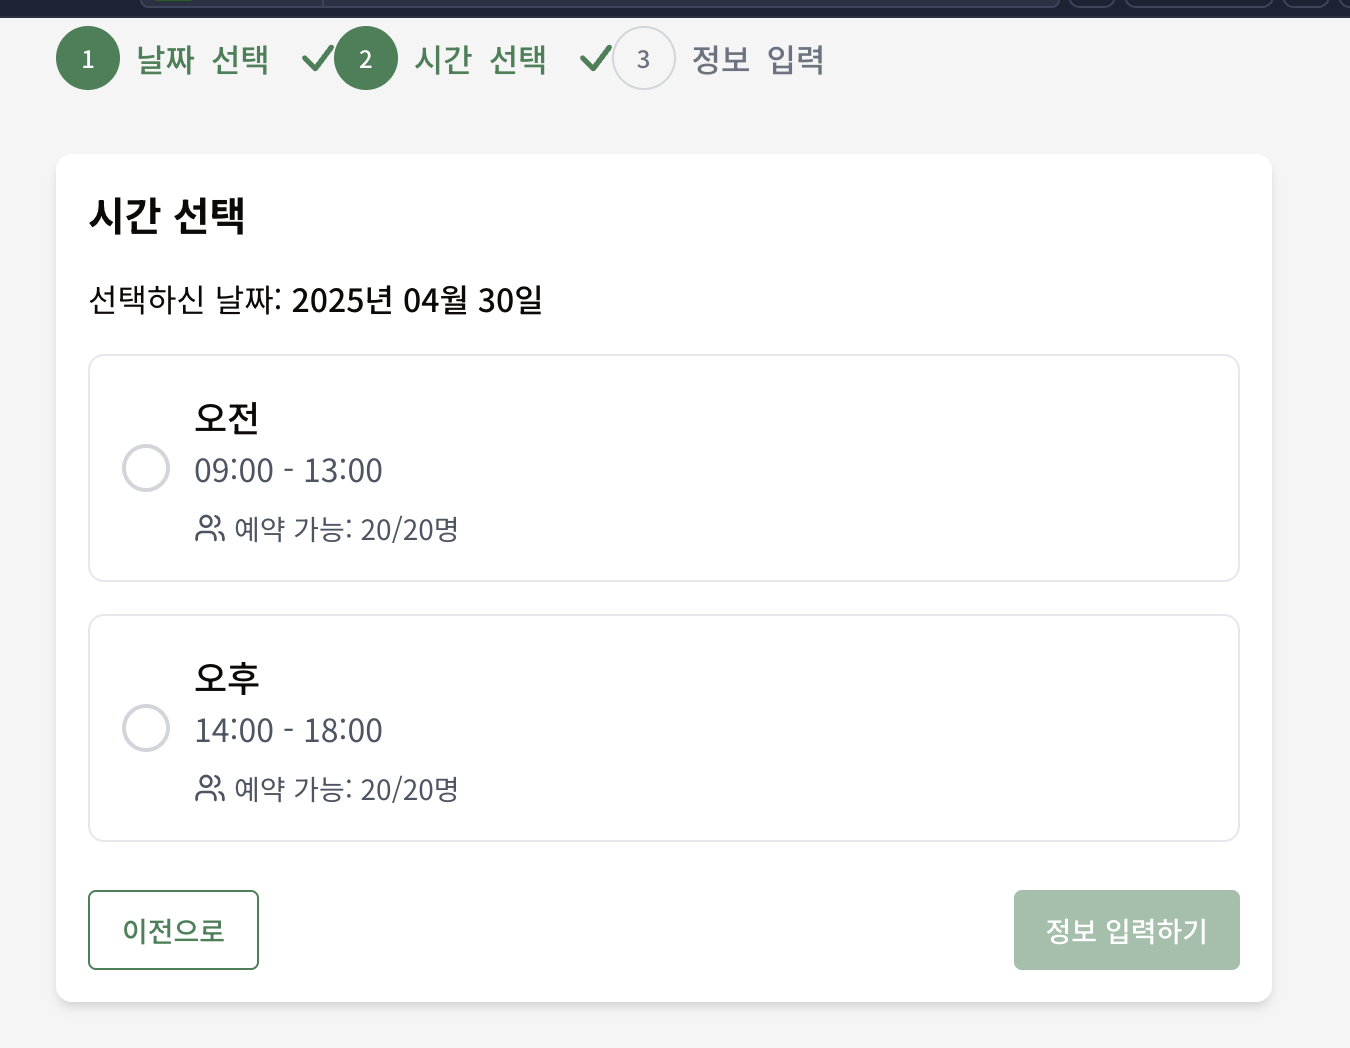 1 날짜 선택 2 시간 선택 3 정보 입력
시간 선택
선택하신 날짜: 2025년 04월 30일
오전
09:00 - 13:00
예약 가능: 20/20명
오후
14:00 - 18:00
예약 가능: 20/20명
이전으로
정보 입력하기